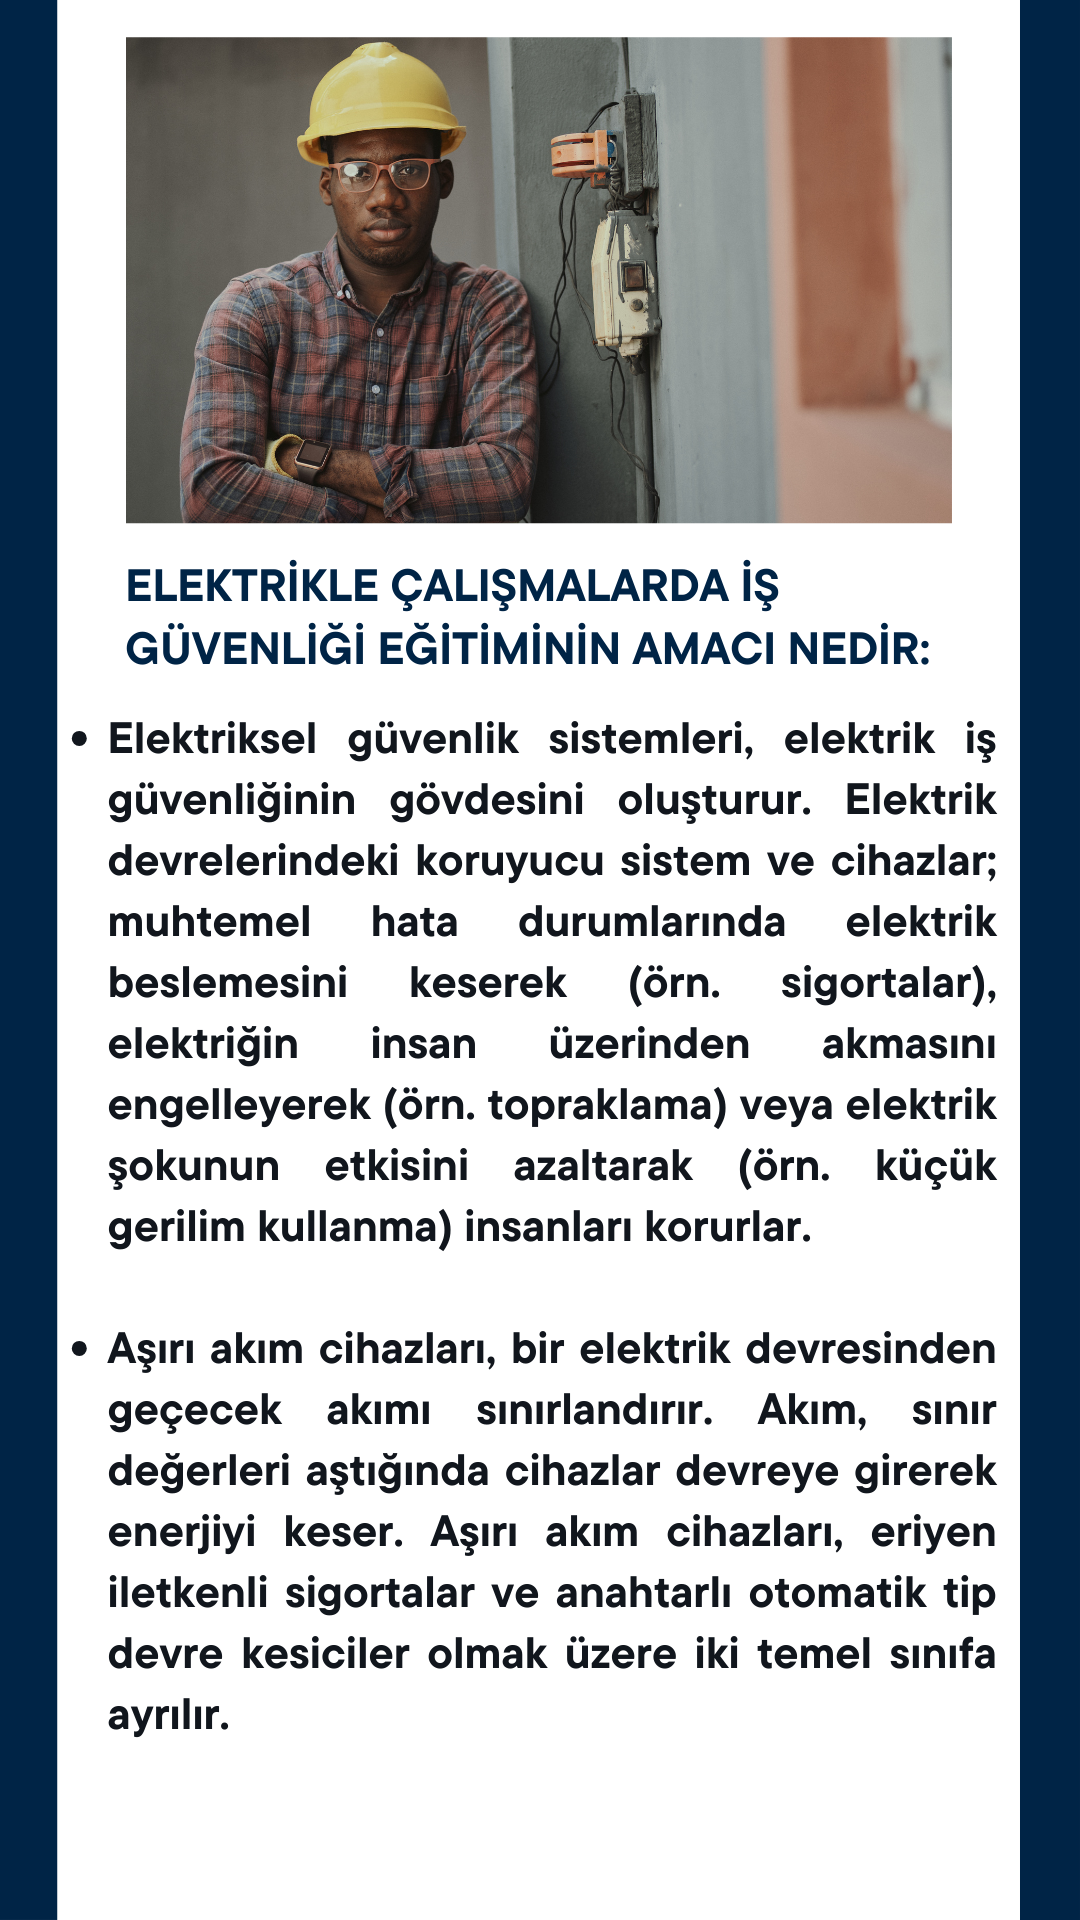 ELEKTRİKLE ÇALIŞMALARDA İŞ
GÜVENLİĞİ EĞİTİMİNİN AMACI NEDİR:
• Elektriksel güvenlik sistemleri, elektrik iş
güvenliğinin gövdesini oluşturur. Elektrik
devrelerindeki koruyucu sistem ve cihazlar;
muhtemel hata durumlarında elektrik
beslemesini keserek (örn. sigortalar),
elektriğin insan üzerinden akmasını
engelleyerek (örn. topraklama) veya elektrik
şokunun etkisini azaltarak (örn. küçük
gerilim kullanma) insanları korurlar.
• Aşırı akım cihazları, bir elektrik devresinden
geçecek akımı sınırlandırır. Akım, sınır
değerleri aştığında cihazlar devreye girerek
enerjiyi keser. Aşırı akım cihazları, eriyen
iletkenli sigortalar ve anahtarlı otomatik tip
devre kesiciler olmak üzere iki temel sınıfa
ayrılır.